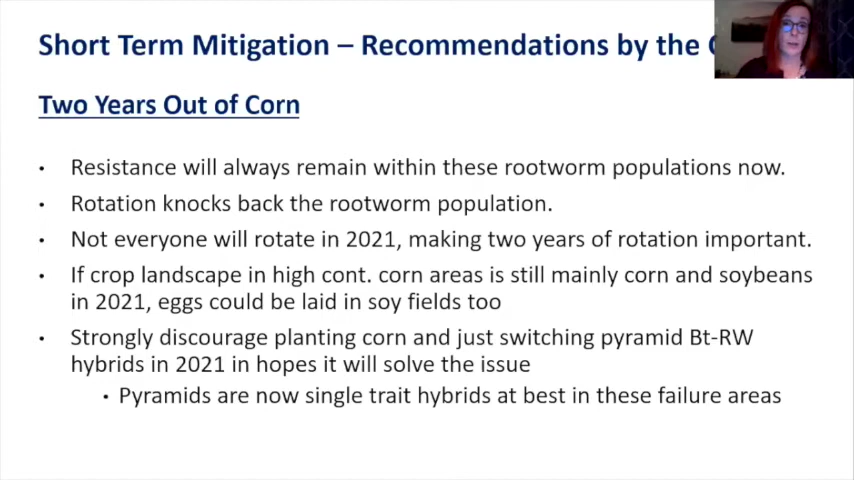 Short Term Mitigation – Recommendations by the
Two Years Out of Corn
• Resistance will always remain within these rootworm populations now.
• Rotation knocks back the rootworm population.
• Not everyone will rotate in 2021, making two years of rotation important.
• If crop landscape in high cont. corn areas is still mainly corn and soybeans
in 2021, eggs could be laid in soy fields too
• Strongly discourage planting corn and just switching pyramid Bt-RW
hybrids in 2021 in hopes it will solve the issue
• Pyramids are now single trait hybrids at best in these failure areas